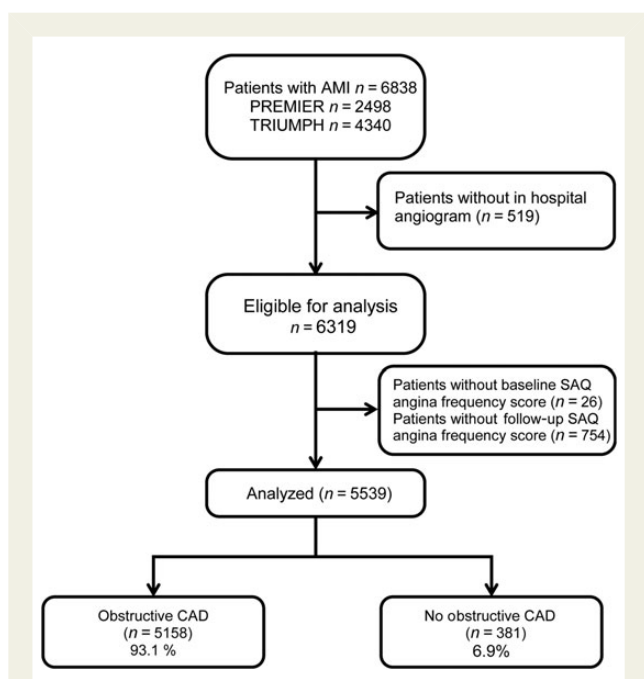 Patients with AMI n = 6838
PREMIER n = 2498
TRIUMPH n = 4340
Patients without in hospital
angiogram (n = 519)
Eligible for analysis
n = 6319
Patients without baseline SAQ
angina frequency score (n = 26)
Patients without follow-up SAQ
angina frequency score (n = 754)
Analyzed (n = 5539)
Obstructive CAD
(n = 5158)
93.1 %
No obstructive CAD
(n = 381)
6.9%